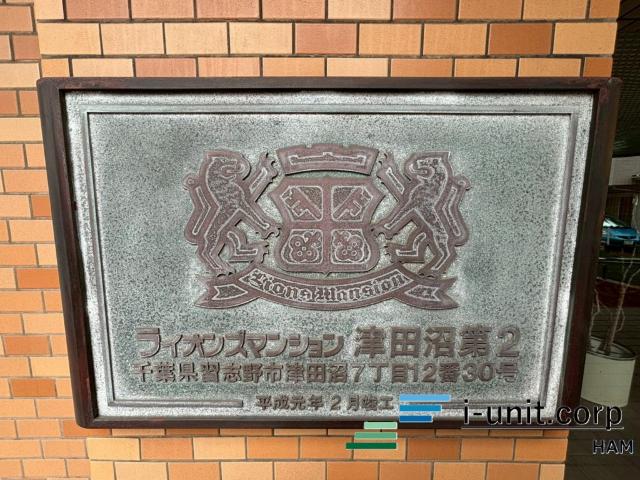 Lions Mansion
ライオンズマンション 津田沼第2
千葉県習志野市津田沼7丁目12番30号
平成元年2月竣工
i-unit.corp
HAM